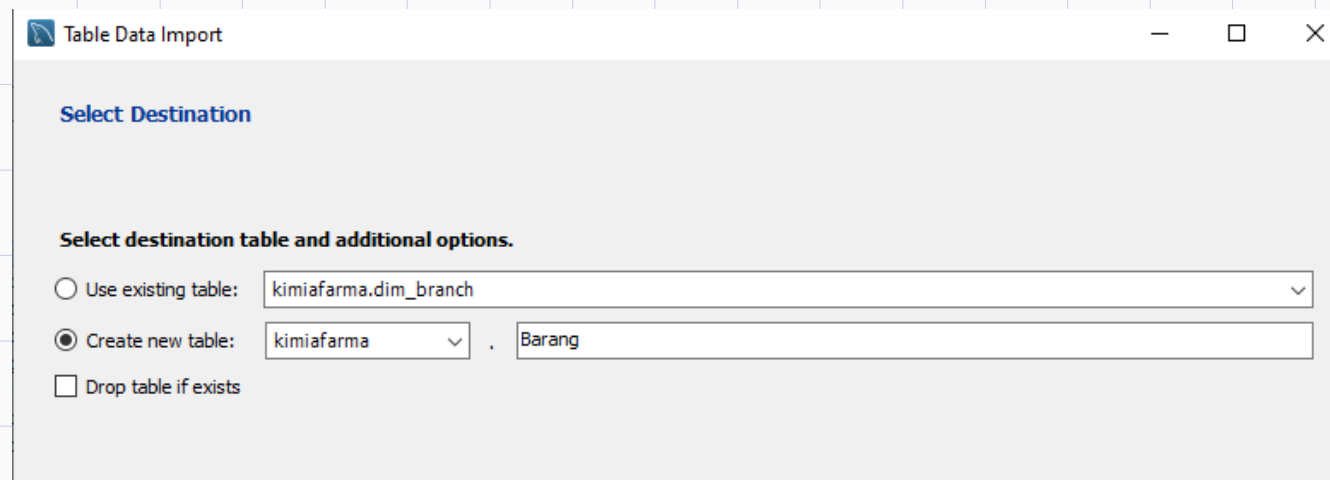 Table Data Import
Select Destination
Select destination table and additional options.
Use existing table: kimiafarma.dim_branch
Create new table: kimiafarma . Barang
Drop table if exists